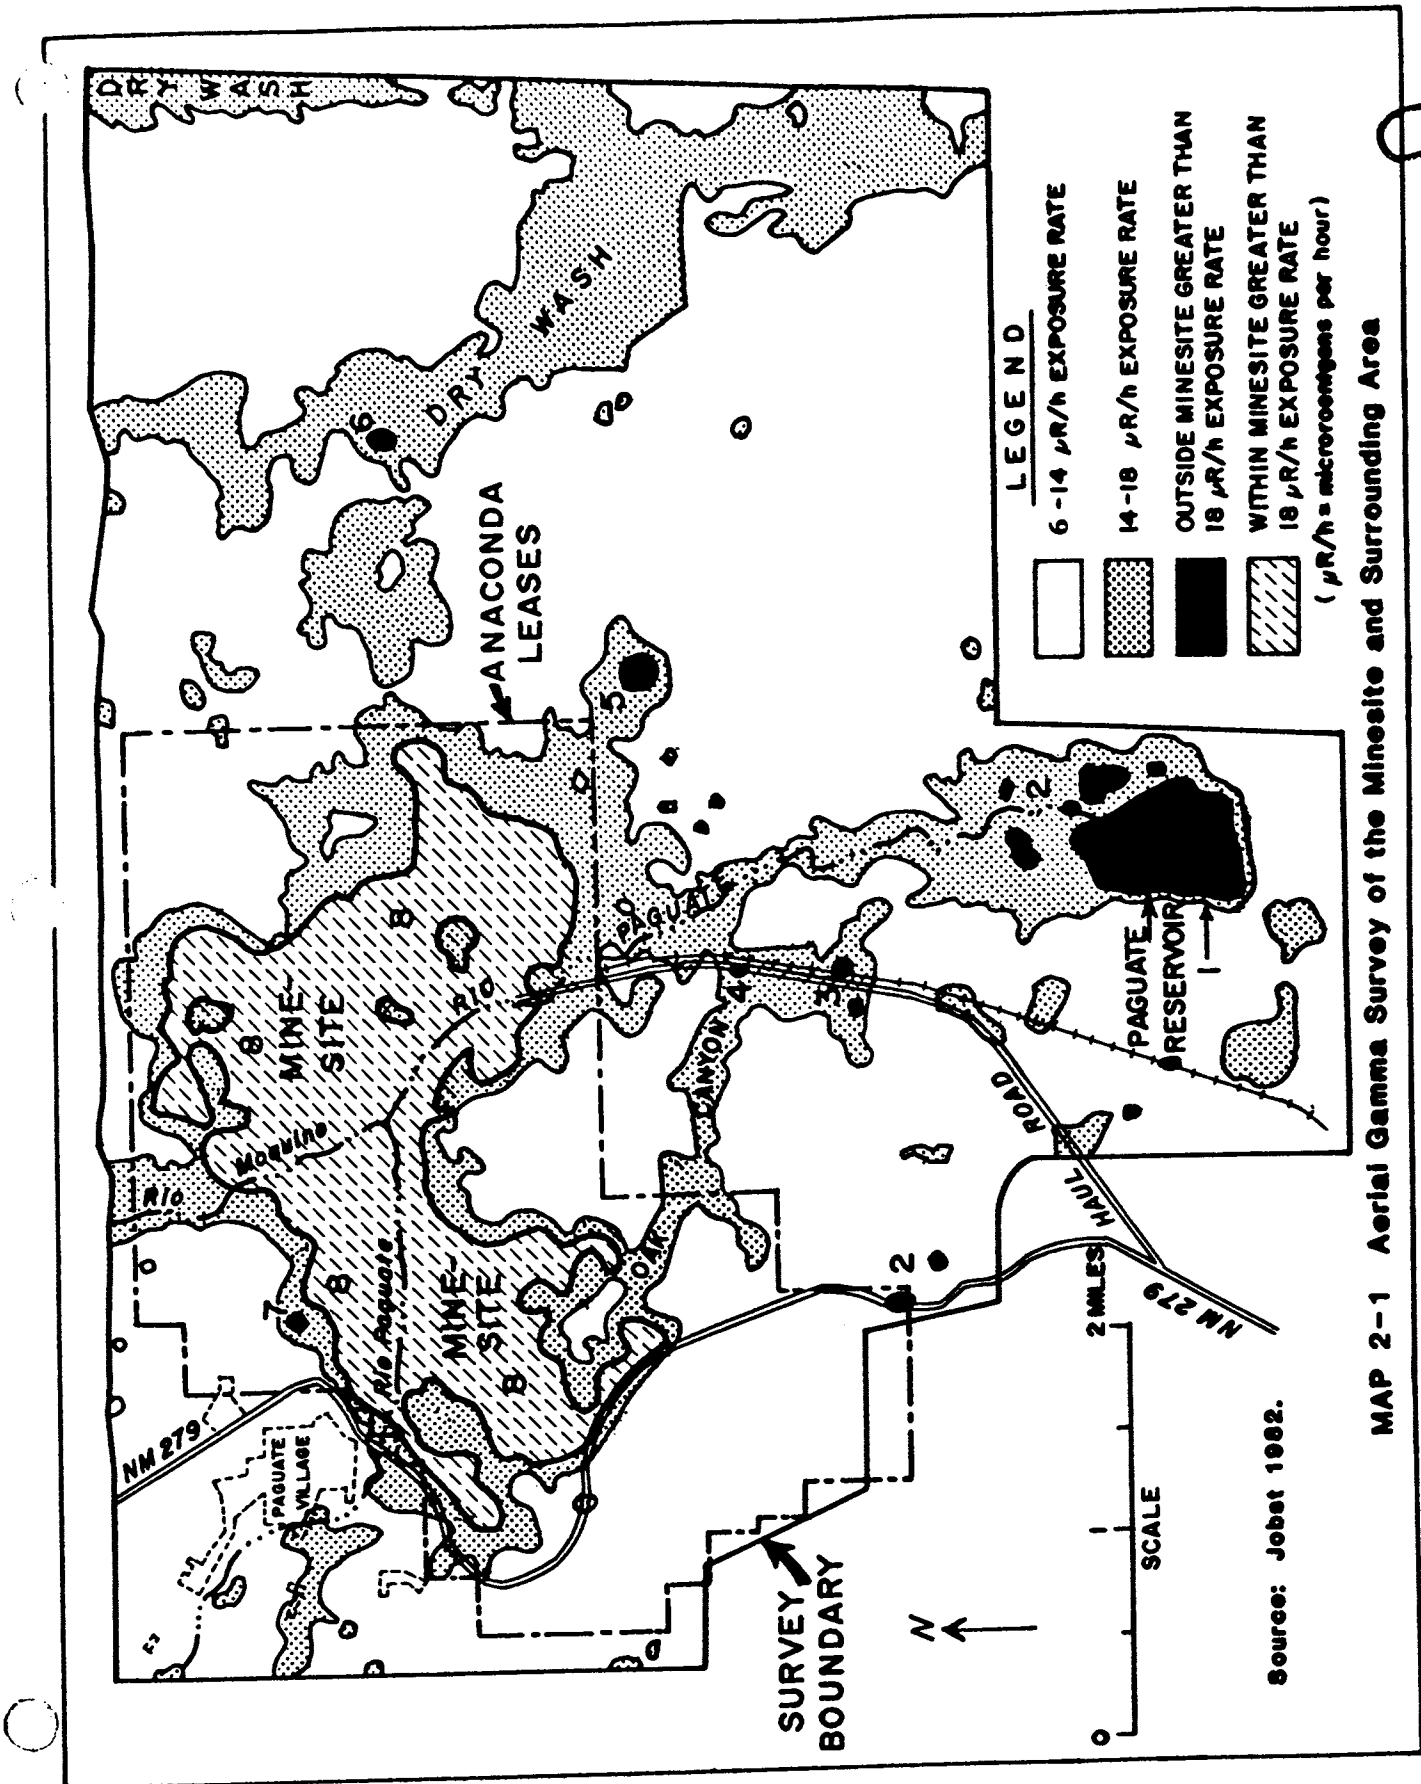 DRY WASH
DRY WASH
6
ANACONDA
LEASES
5
MINE-
SITE
8
8
8
8
MINE-
SITE
RIO
PAGUATE
Rio
Moquino
Rio Paguate
7
NM 279
PAGUATE
VILLAGE
OAK
CANYON
4
3
2
2
PAGUATE
RESERVOIR
1
HAUL ROAD
NM 279
SURVEY
BOUNDARY
N
0 1 2 MILES
SCALE
LEGEND
6-14 µR/h EXPOSURE RATE
14-18 µR/h EXPOSURE RATE
OUTSIDE MINESITE GREATER THAN
18 µR/h EXPOSURE RATE
WITHIN MINESITE GREATER THAN
18 µR/h EXPOSURE RATE
(µR/h = microroentgens per hour)
Source: Jobst 1982.
MAP 2-1 Aerial Gamma Survey of the Minesite and Surrounding Area